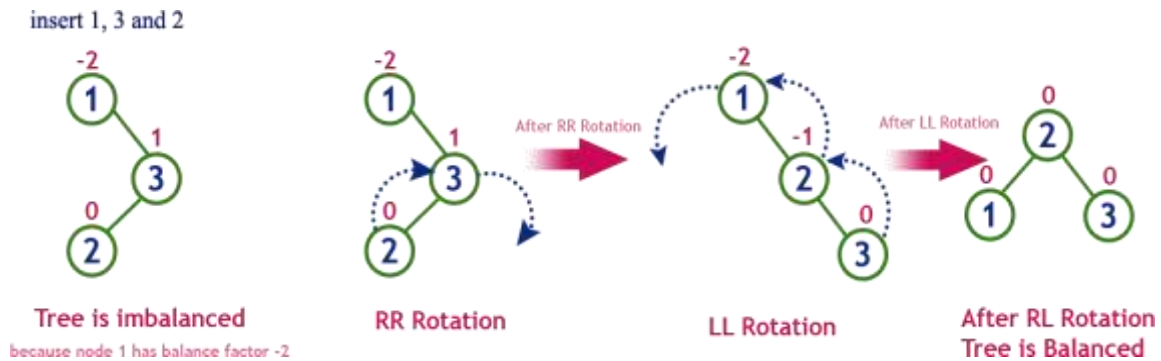 insert 1, 3 and 2
-2
1
1
3
0
2
Tree is imbalanced
because node 1 has balance factor -2
-2
1
1
3
0
2
RR Rotation
After RR Rotation
-2
1
-1
2
0
3
LL Rotation
After LL Rotation
0
2
0
0
1
3
After RL Rotation
Tree is Balanced